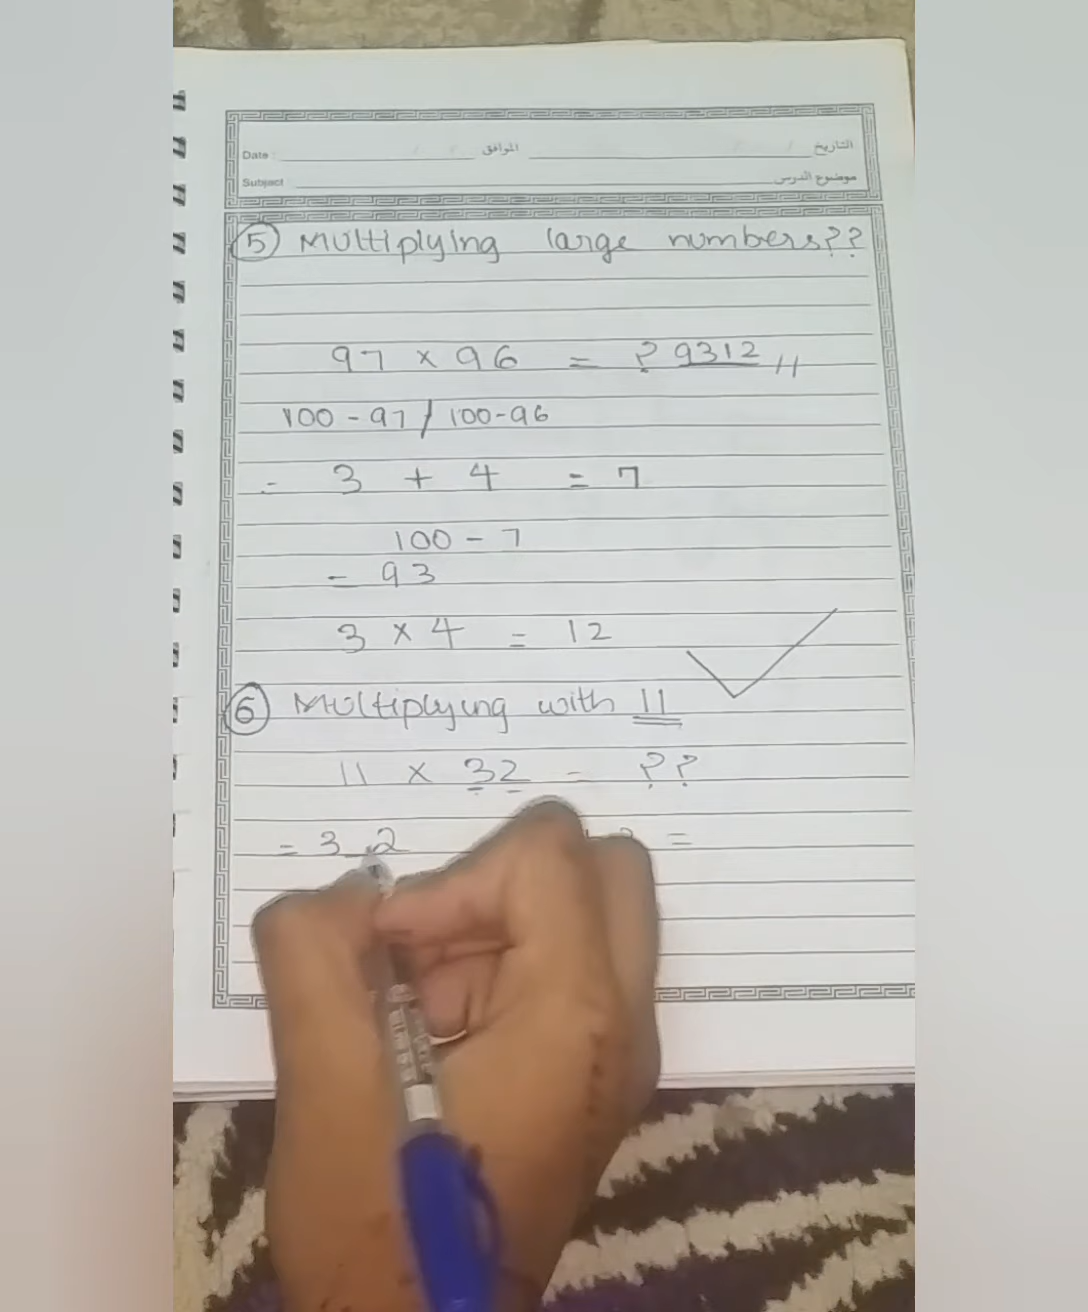 Date : الموافق التاريخ
Subject موضوع الدرس
5 Multiplying large numbers??
97 × 96 = ? 9312 //
100 - 97 / 100-96
= 3 + 4 = 7
100 - 7
= 93
3 × 4 = 12
6 Multiplying with 11
11 × 32 = ??
= 3 _ 2 =